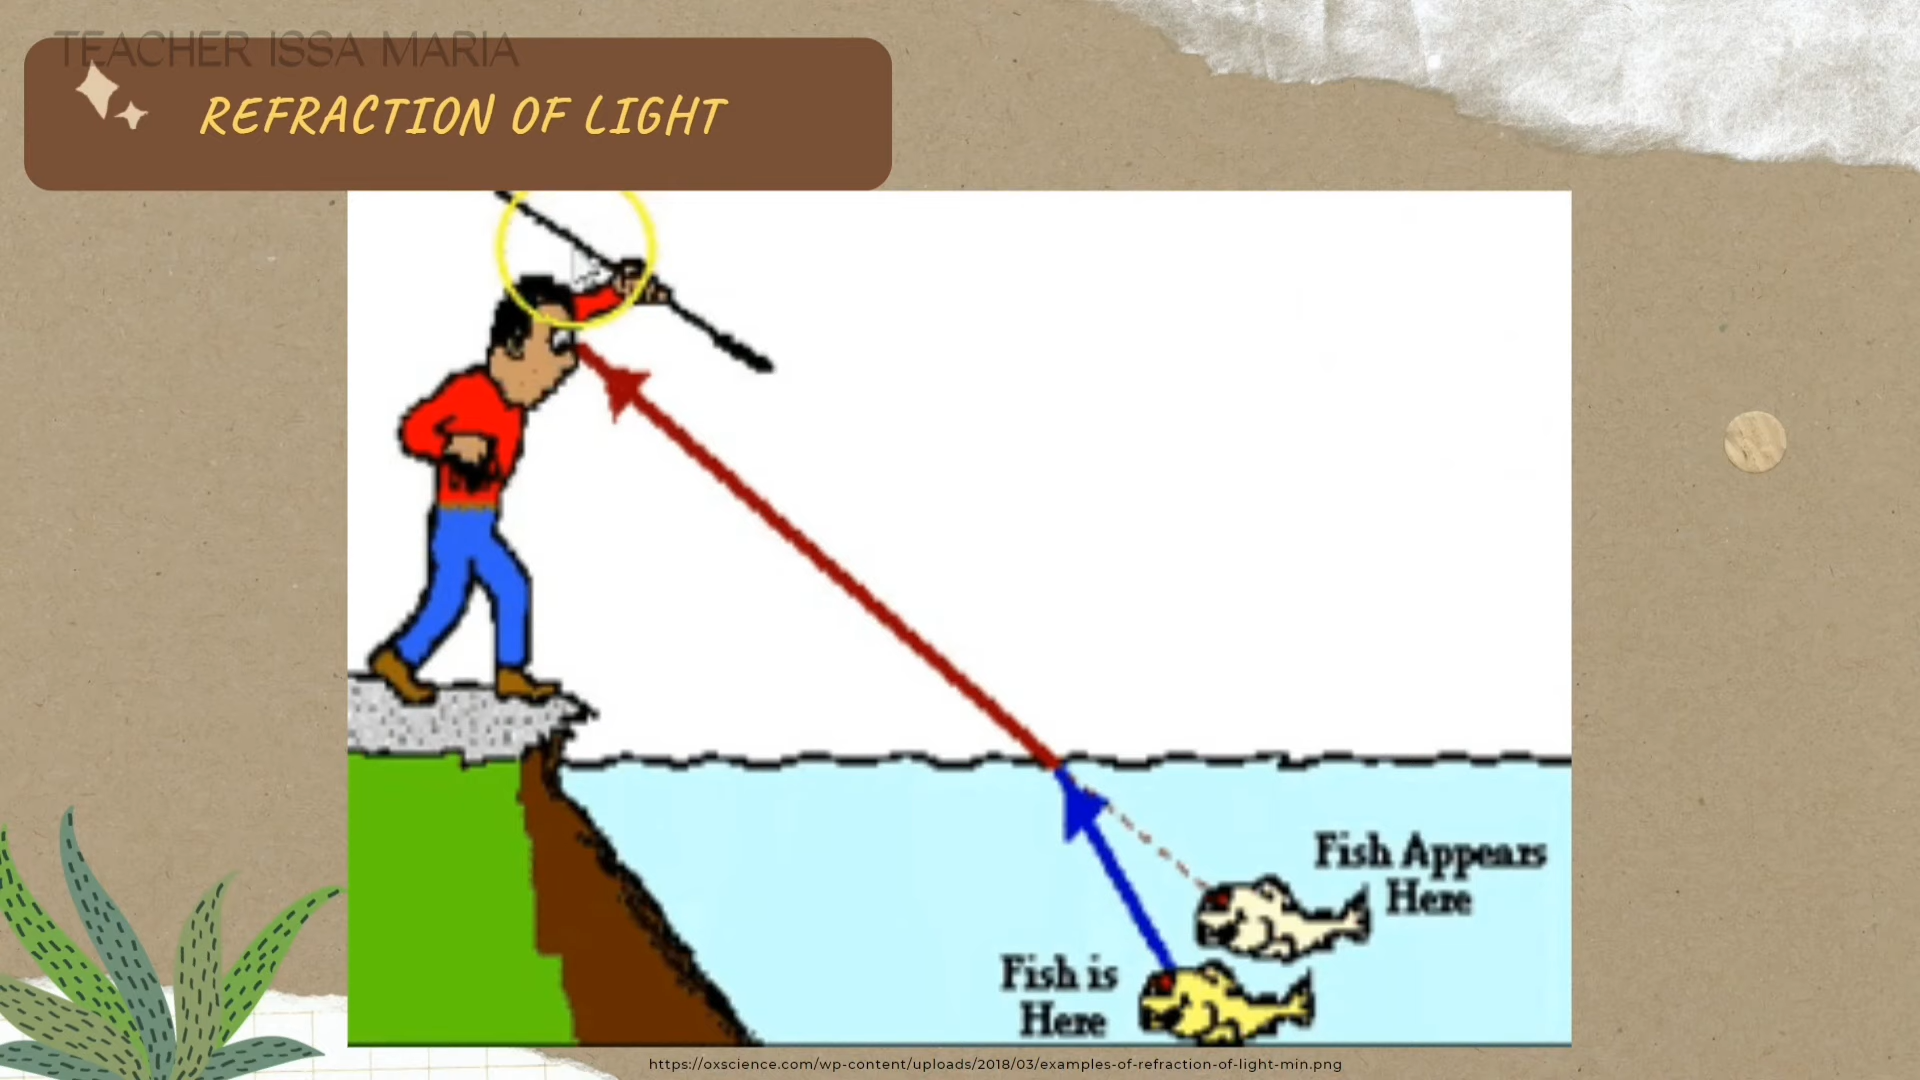 TEACHER ISSA MARIA
REFRACTION OF LIGHT
Fish Appears
Here
Fish is
Here
https://oxscience.com/wp-content/uploads/2018/03/examples-of-refraction-of-light-min.png